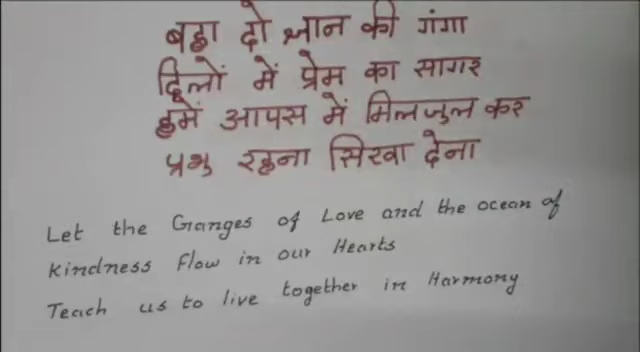 बहा दो ज्ञान की गंगा
दिलों में प्रेम का सागर
हमें आपस में मिलजुल कर
प्रभु रहना सिखा देना
Let the Ganges of Love and the ocean of
kindness Flow in our Hearts
Teach us to live together in Harmony